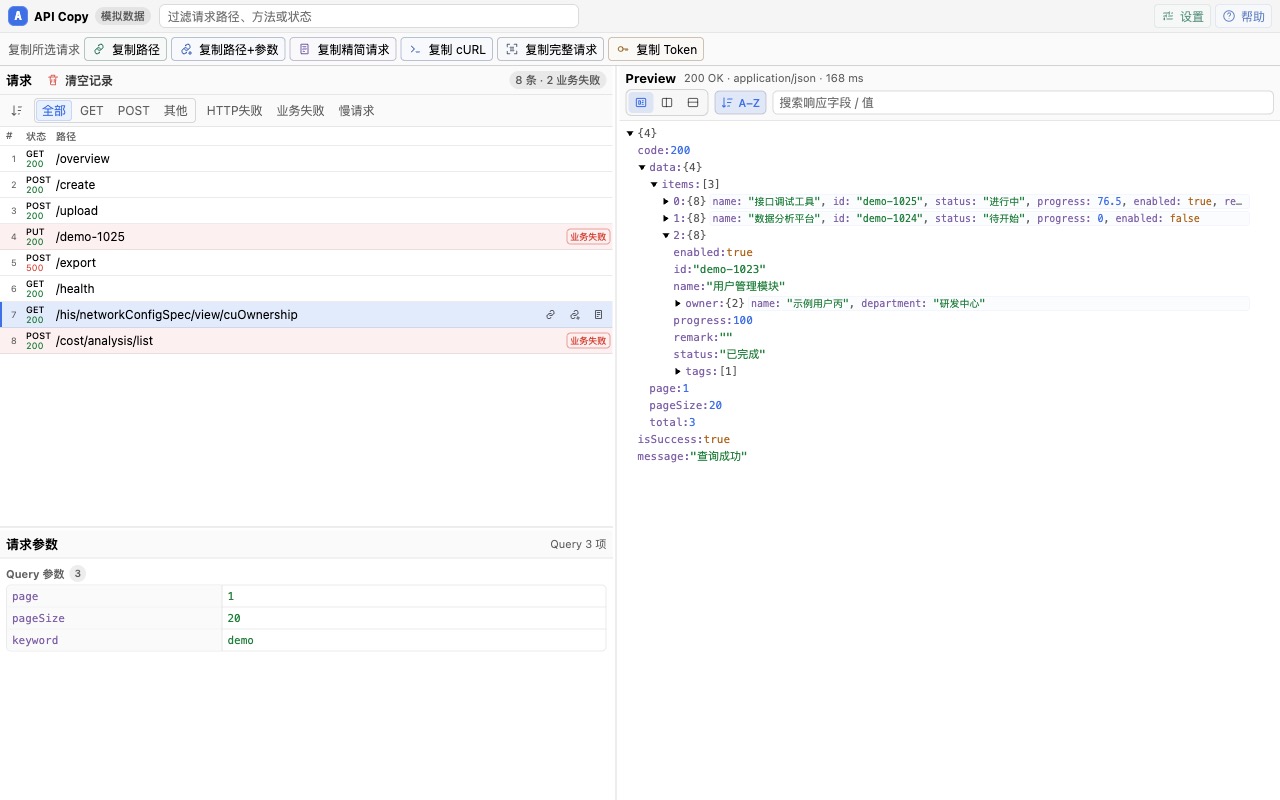 A API Copy 模拟数据 过滤请求路径、方法或状态 设置 帮助
复制所选请求 复制路径 复制路径+参数 复制精简请求 复制 cURL 复制完整请求 复制 Token
请求 清空记录 8 条 · 2 业务失败
全部 GET POST 其他 HTTP失败 业务失败 慢请求
# 状态 路径
1 GET 200 /overview
2 POST 200 /create
3 POST 200 /upload
4 PUT 200 /demo-1025 业务失败
5 POST 500 /export
6 GET 200 /health
7 GET 200 /his/networkConfigSpec/view/cuOwnership
8 POST 200 /cost/analysis/list 业务失败
请求参数 Query 3 项
Query 参数 3
page 1
pageSize 20
keyword demo
Preview 200 OK · application/json · 168 ms
A–Z 搜索响应字段 / 值
{4}
code:200
data:{4}
items:[3]
0:{8} name: "接口调试工具", id: "demo-1025", status: "进行中", progress: 76.5, enabled: true, re…
1:{8} name: "数据分析平台", id: "demo-1024", status: "待开始", progress: 0, enabled: false
2:{8}
enabled:true
id:"demo-1023"
name:"用户管理模块"
owner:{2} name: "示例用户丙", department: "研发中心"
progress:100
remark:""
status:"已完成"
tags:[1]
page:1
pageSize:20
total:3
isSuccess:true
message:"查询成功"